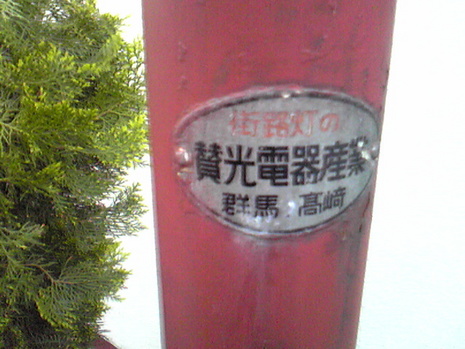 街路灯の
賛光電器産業
群馬 高崎